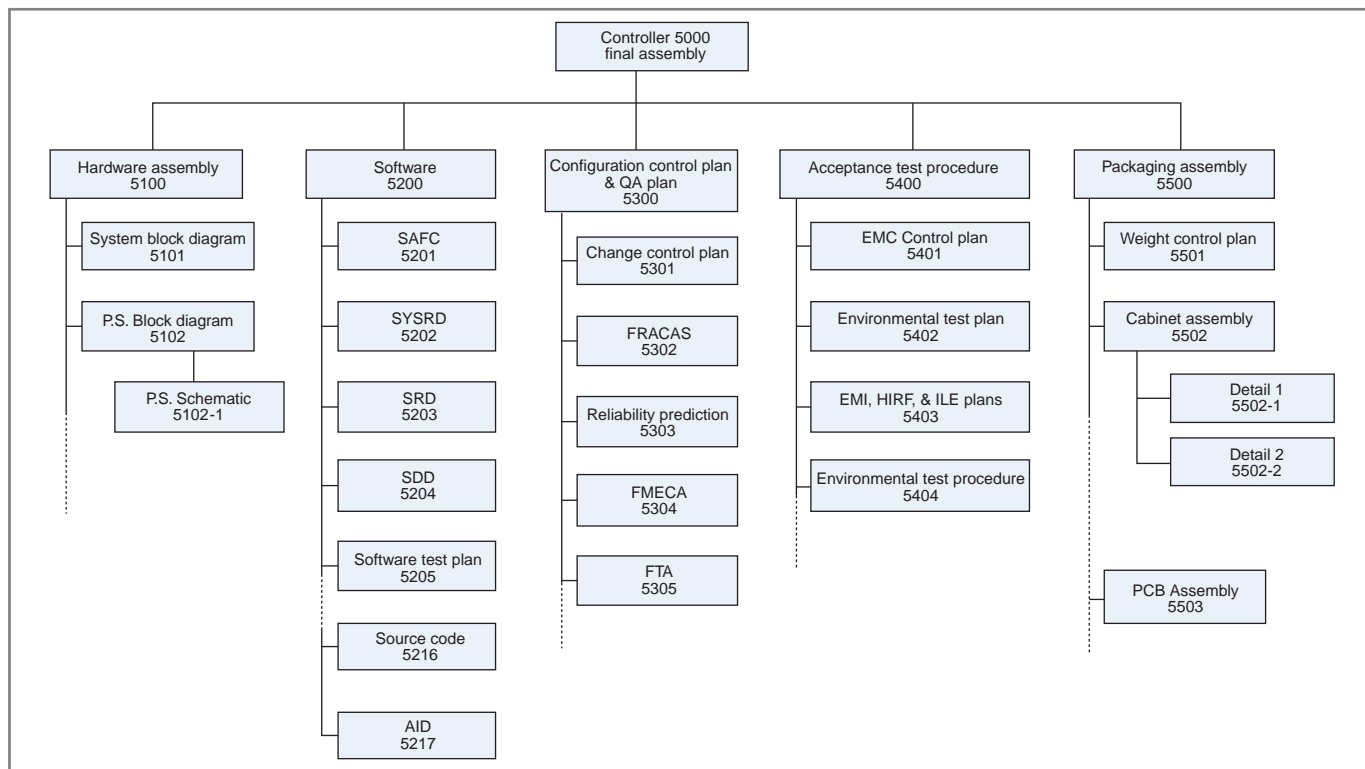 Controller 5000
final assembly
Hardware assembly
5100
System block diagram
5101
P.S. Block diagram
5102
P.S. Schematic
5102-1
Software
5200
SAFC
5201
SYSRD
5202
SRD
5203
SDD
5204
Software test plan
5205
Source code
5216
AID
5217
Configuration control plan
& QA plan
5300
Change control plan
5301
FRACAS
5302
Reliability prediction
5303
FMECA
5304
FTA
5305
Acceptance test procedure
5400
EMC Control plan
5401
Environmental test plan
5402
EMI, HIRF, & ILE plans
5403
Environmental test procedure
5404
Packaging assembly
5500
Weight control plan
5501
Cabinet assembly
5502
Detail 1
5502-1
Detail 2
5502-2
PCB Assembly
5503